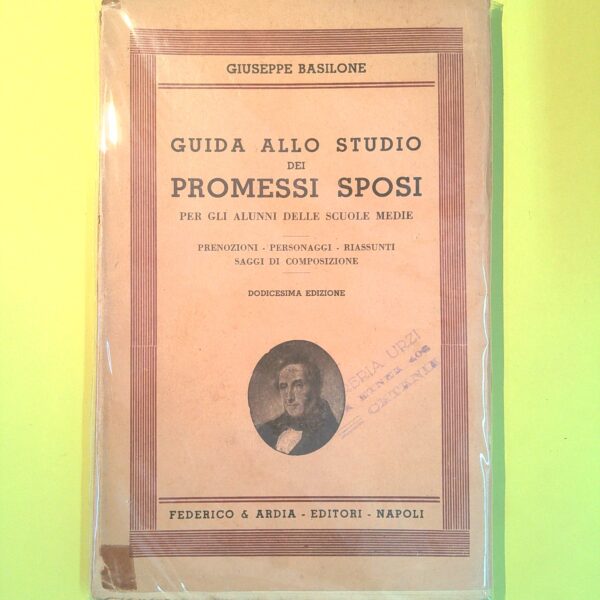 GIUSEPPE BASILONE
GUIDA ALLO STUDIO
DEI
PROMESSI SPOSI
PER GLI ALUNNI DELLE SCUOLE MEDIE
PRENOZIONI - PERSONAGGI - RIASSUNTI
SAGGI DI COMPOSIZIONE
DODICESIMA EDIZIONE
URZI
FEDERICO & ARDIA - EDITORI - NAPOLI